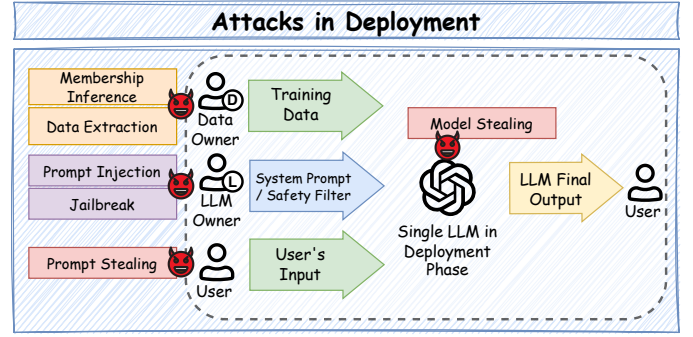 Attacks in Deployment
Membership
Inference
Data Extraction
D
Data
Owner
Training
Data
Model Stealing
Prompt Injection
Jailbreak
L
LLM
Owner
System Prompt
/ Safety Filter
Single LLM in
Deployment
Phase
LLM Final
Output
User
Prompt Stealing
User
User's
Input